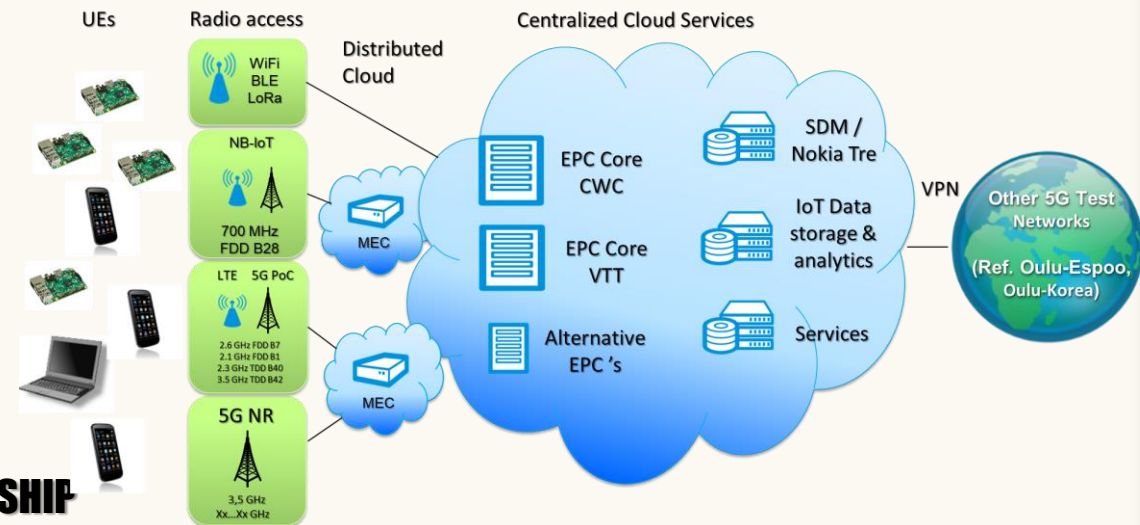 UEs
Radio access
Centralized Cloud Services
Distributed
Cloud
WiFi
BLE
LoRa
NB-IoT
700 MHz
FDD B28
LTE 5G PoC
2.6 GHz FDD B7
2.1 GHz FDD B1
2.3 GHz TDD B40
3.5 GHz TDD B42
5G NR
3,5 GHz
Xx...Xx GHz
MEC
MEC
EPC Core
CWC
EPC Core
VTT
Alternative
EPC 's
SDM /
Nokia Tre
IoT Data
storage &
analytics
Services
VPN
Other 5G Test
Networks
(Ref. Oulu-Espoo,
Oulu-Korea)
SHIP